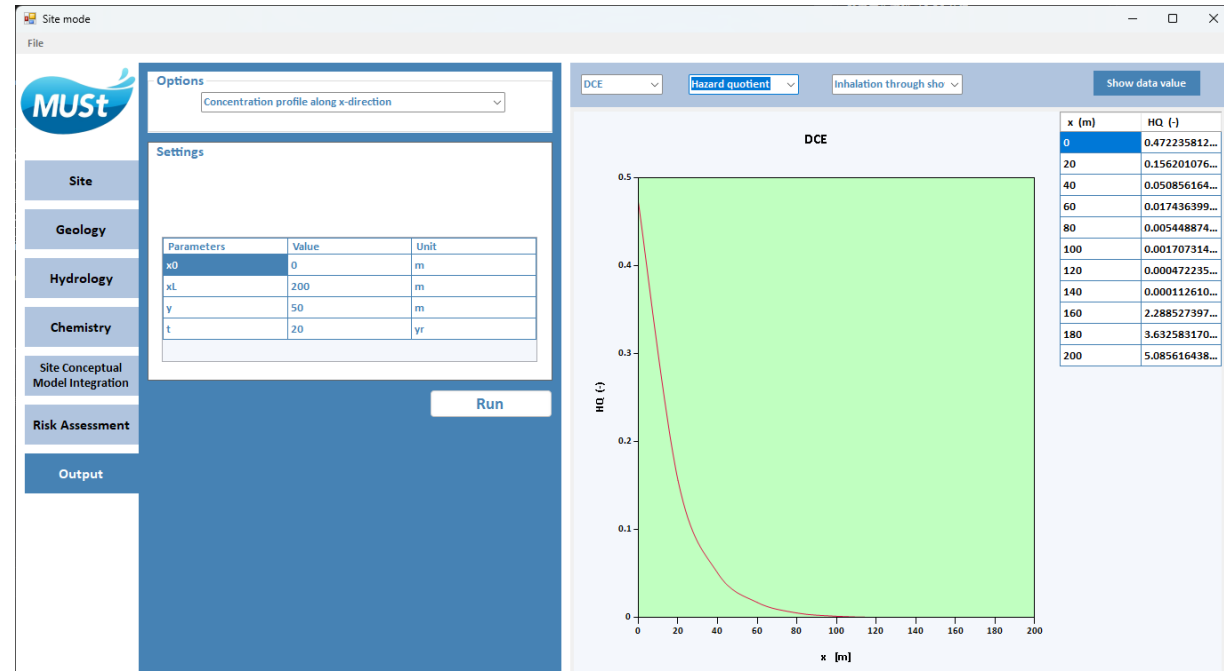 Site mode
File
MUSt
Site
Geology
Hydrology
Chemistry
Site Conceptual
Model Integration
Risk Assessment
Output
Options
Concentration profile along x-direction
Settings
Parameters Value Unit
x0 0 m
xL 200 m
y 50 m
t 20 yr
Run
DCE Hazard quotient Inhalation through sho Show data value
DCE
HQ (-)
0.5
0.4
0.3
0.2
0.1
0
0 20 40 60 80 100 120 140 160 180 200
x [m]
x (m) HQ (-)
0 0.472235812...
20 0.156201076...
40 0.050856164...
60 0.017436399...
80 0.005448874...
100 0.001707314...
120 0.000472235...
140 0.000112610...
160 2.288527397...
180 3.632583170...
200 5.085616438...